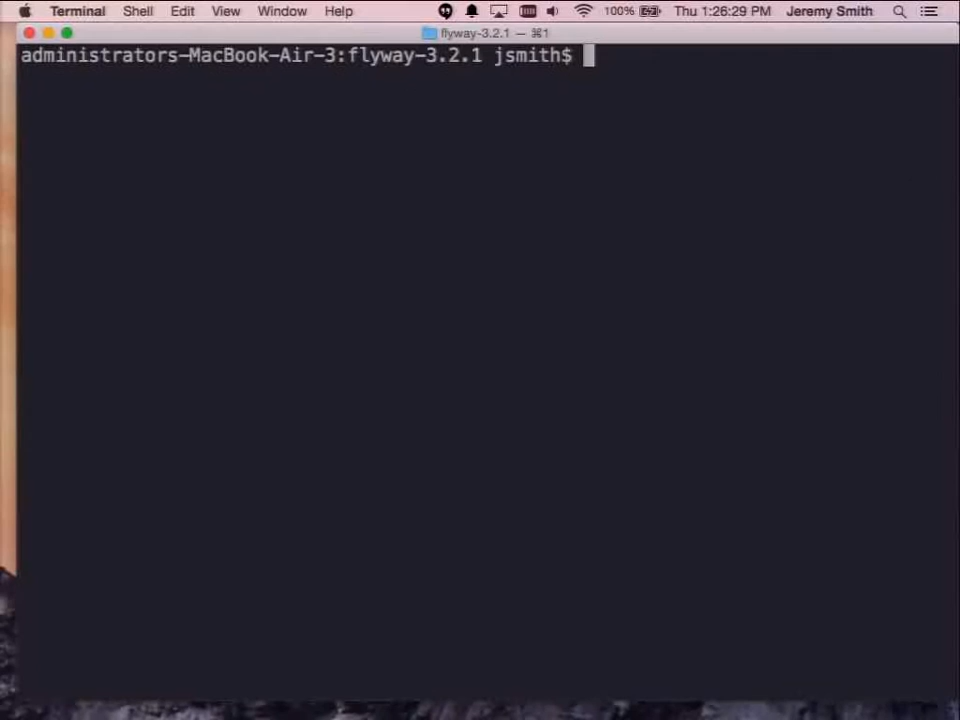 Terminal Shell Edit View Window Help 100% Thu 1:26:29 PM Jeremy Smith
flyway-3.2.1 — ⌘1
administrators-MacBook-Air-3:flyway-3.2.1 jsmith$